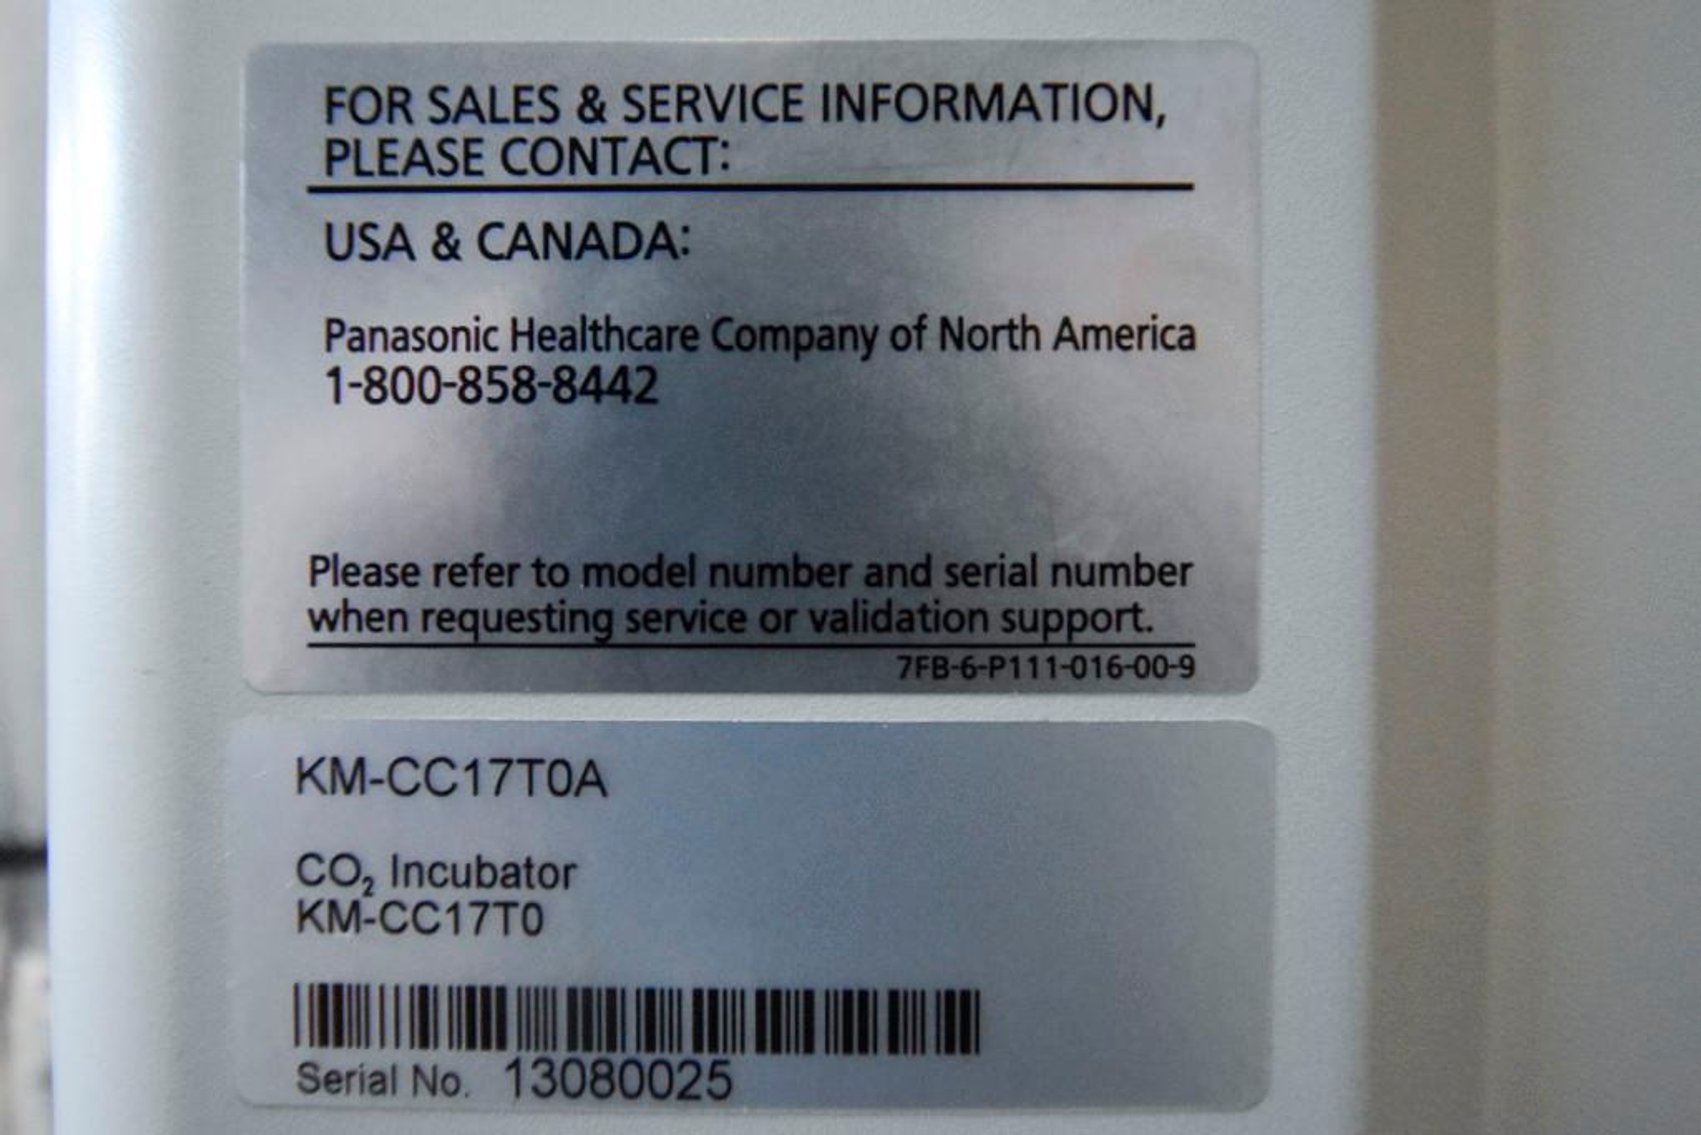 FOR SALES & SERVICE INFORMATION,
PLEASE CONTACT:
USA & CANADA:
Panasonic Healthcare Company of North America
1-800-858-8442
Please refer to model number and serial number
when requesting service or validation support.
7FB-6-P111-016-00-9
KM-CC17T0A
CO₂ Incubator
KM-CC17T0
Serial No. 13080025